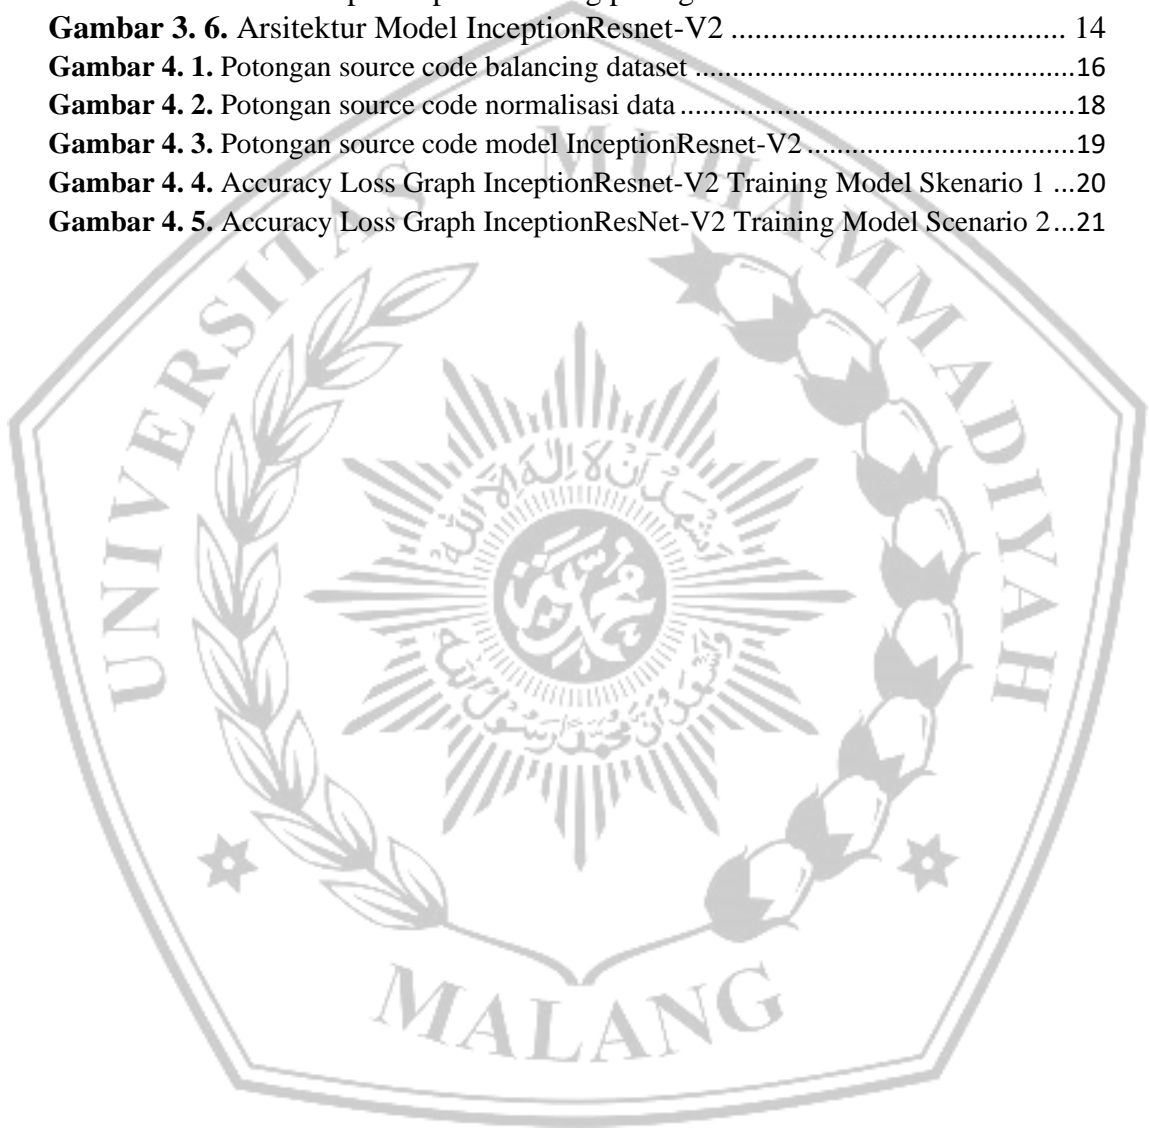 Gambar 3. 6. Arsitektur Model InceptionResnet-V2 ..................................... 14
Gambar 4. 1. Potongan source code balancing dataset ..................................................16
Gambar 4. 2. Potongan source code normalisasi data ....................................................18
Gambar 4. 3. Potongan source code model InceptionResnet-V2 ...................................19
Gambar 4. 4. Accuracy Loss Graph InceptionResnet-V2 Training Model Skenario 1 ...20
Gambar 4. 5. Accuracy Loss Graph InceptionResNet-V2 Training Model Scenario 2...21
UNIVERSITAS MUHAMMADIYAH
MALANG